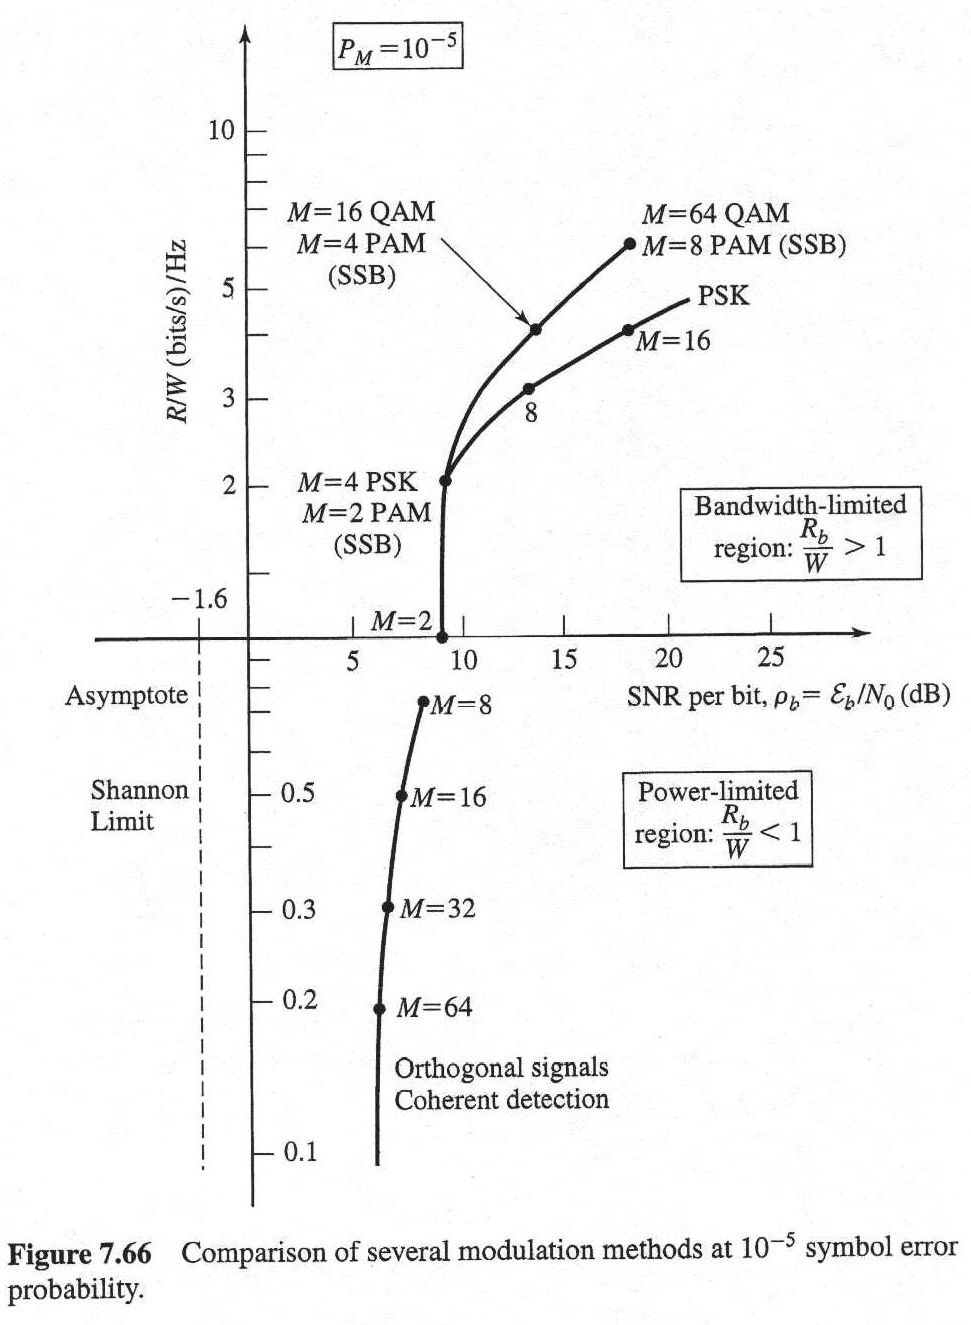 P_M = 10^−5
10
M=16 QAM
M=4 PAM
(SSB)
M=64 QAM
M=8 PAM (SSB)
R/W (bits/s)/Hz
5
PSK
M=16
3
8
2
M=4 PSK
M=2 PAM
(SSB)
Bandwidth-limited
region: R_b/W > 1
−1.6
M=2
5
10
15
20
25
SNR per bit, ρ_b = ℰ_b/N_0 (dB)
Asymptote
M=8
Shannon
Limit
0.5
M=16
Power-limited
region: R_b/W < 1
0.3
M=32
0.2
M=64
Orthogonal signals
Coherent detection
0.1
Figure 7.66 Comparison of several modulation methods at 10^−5 symbol error
probability.